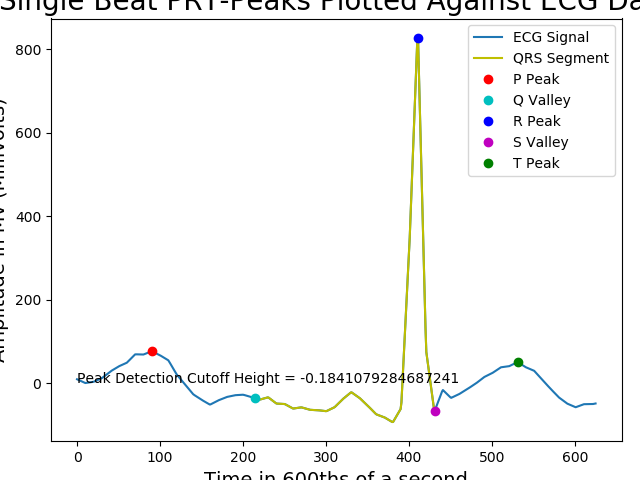 Single Beat PRT-Peaks Plotted Against ECG Da
ECG Signal
QRS Segment
P Peak
Q Valley
R Peak
S Valley
T Peak
Amplitude in MV (Millivolts)
800
600
400
200
0
Peak Detection Cutoff Height = -0.1841079284687241
0 100 200 300 400 500 600
Time in 600ths of a second